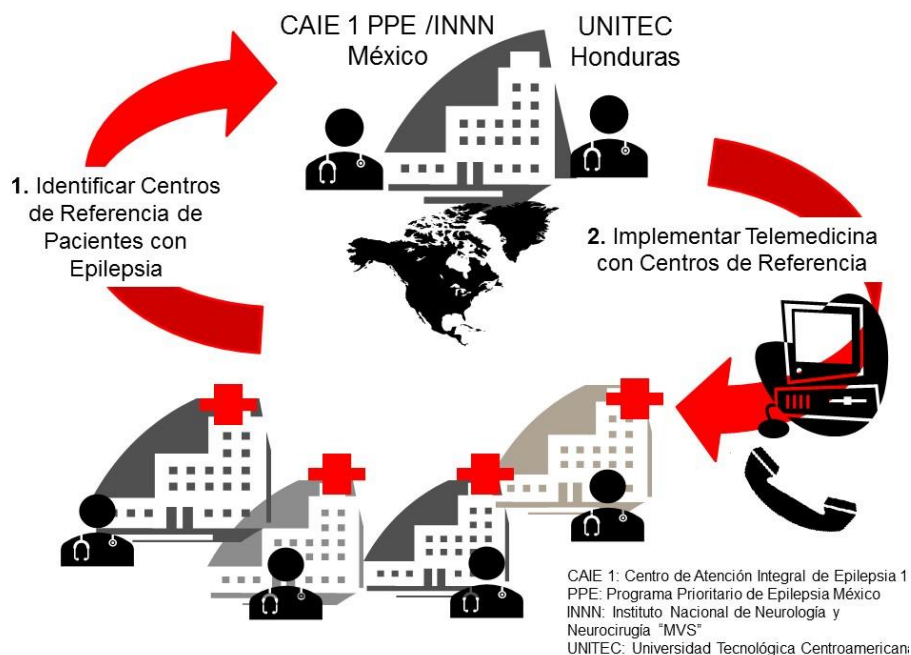 CAIE 1 PPE /INNN
México
UNITEC
Honduras
1. Identificar Centros
de Referencia de
Pacientes con
Epilepsia
2. Implementar Telemedicina
con Centros de Referencia
CAIE 1: Centro de Atención Integral de Epilepsia 1
PPE: Programa Prioritario de Epilepsia México
INNN: Instituto Nacional de Neurología y
Neurocirugía “MVS”
UNITEC: Universidad Tecnológica Centroamericana